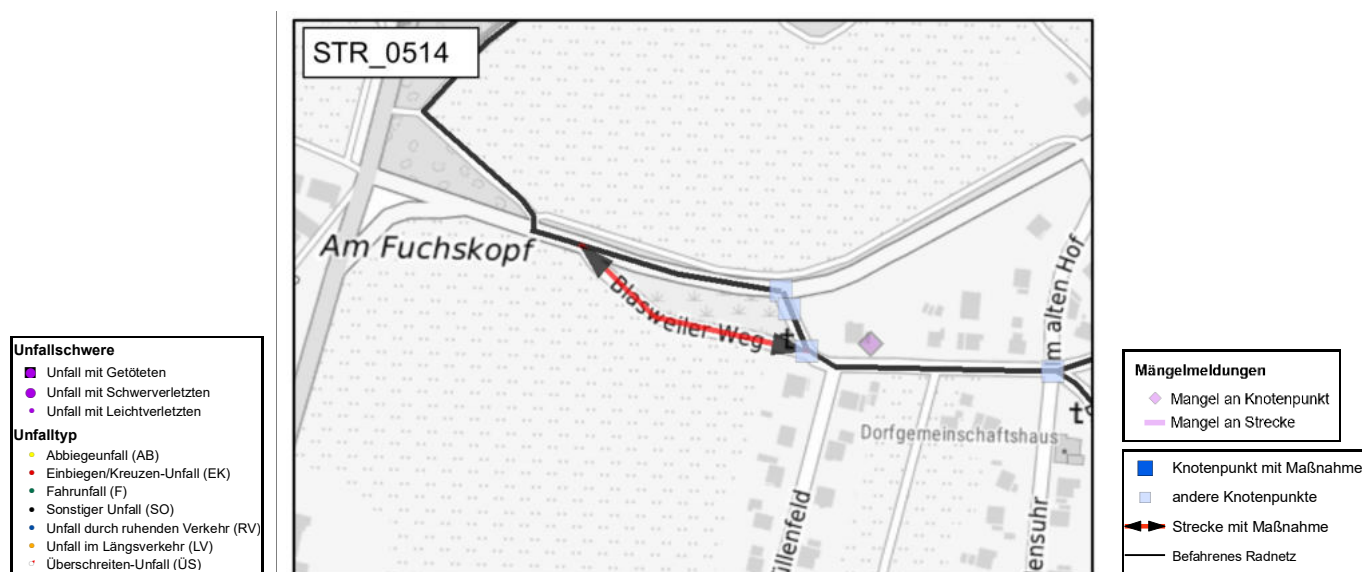 STR_0514
Am Fuchskopf
Blasweiler Weg
m alten Hof
Dorfgemeinschaftshaus
üllenfeld
ensuhr
Unfallschwere
Unfall mit Getöteten
Unfall mit Schwerverletzten
Unfall mit Leichtverletzten
Unfalltyp
Abbiegeunfall (AB)
Einbiegen/Kreuzen-Unfall (EK)
Fahrunfall (F)
Sonstiger Unfall (SO)
Unfall durch ruhenden Verkehr (RV)
Unfall im Längsverkehr (LV)
Überschreiten-Unfall (ÜS)
Mängelmeldungen
Mangel an Knotenpunkt
Mangel an Strecke
Knotenpunkt mit Maßnahme
andere Knotenpunkte
Strecke mit Maßnahme
Befahrenes Radnetz